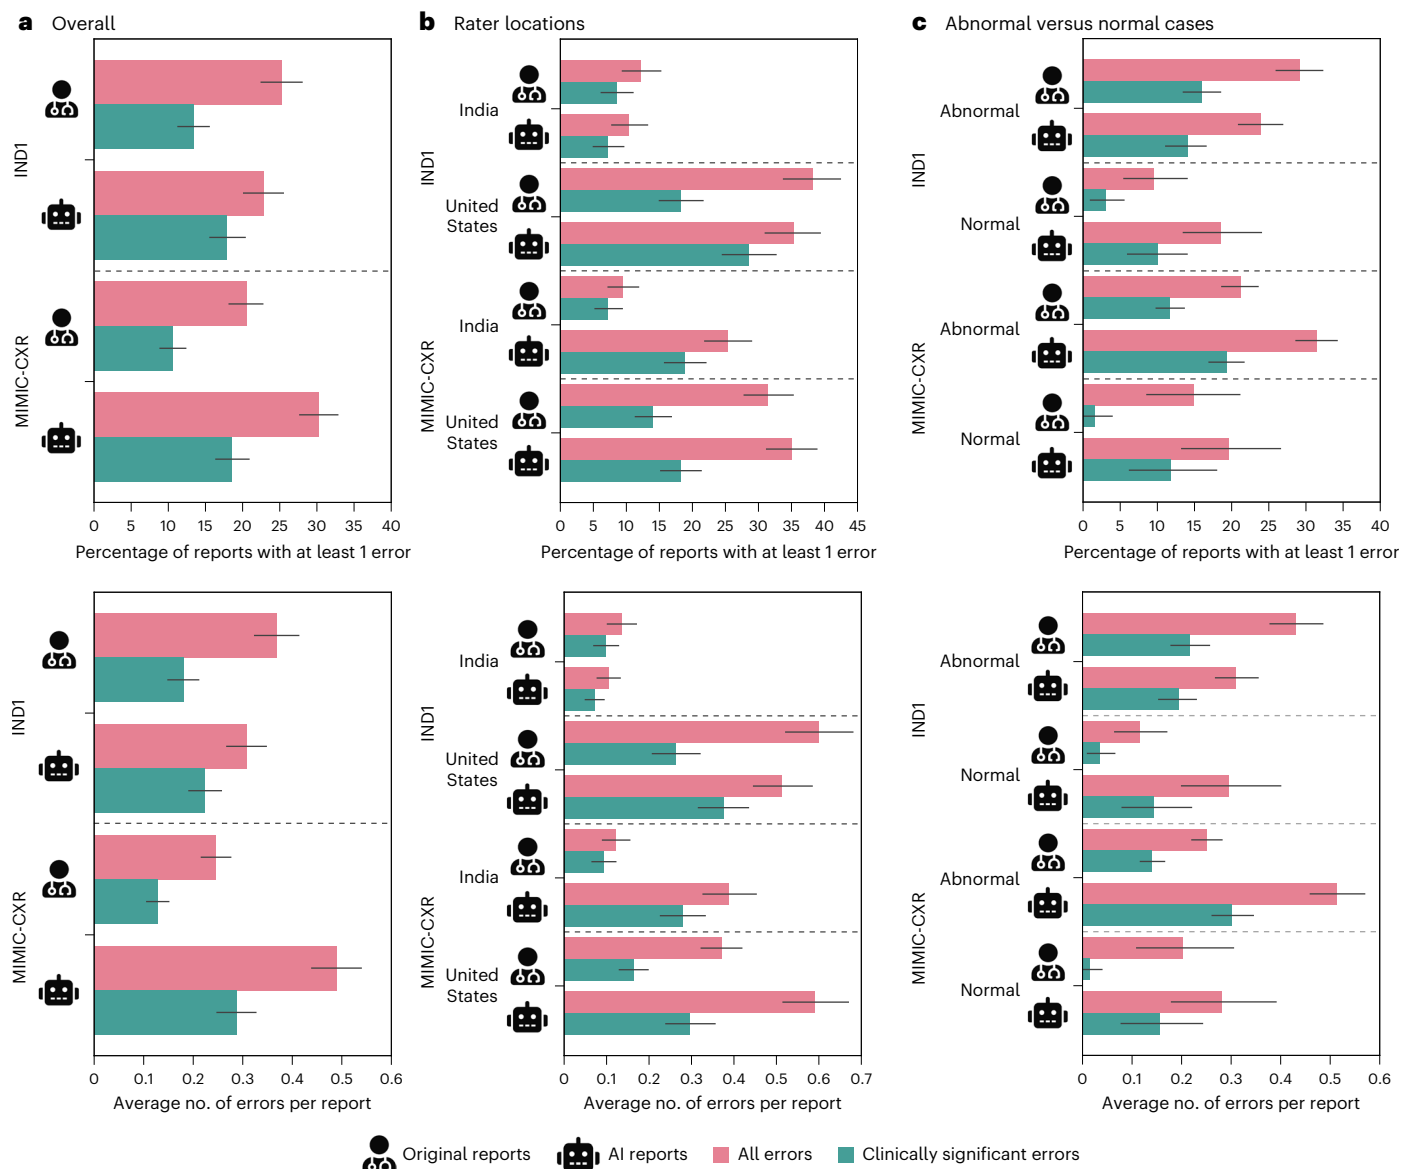 a Overall
IND1
MIMIC-CXR
0 5 10 15 20 25 30 35 40
Percentage of reports with at least 1 error
b Rater locations
India
United
States
India
United
States
IND1
MIMIC-CXR
0 5 10 15 20 25 30 35 40 45
Percentage of reports with at least 1 error
c Abnormal versus normal cases
Abnormal
Normal
Abnormal
Normal
IND1
MIMIC-CXR
0 5 10 15 20 25 30 35 40
Percentage of reports with at least 1 error
IND1
MIMIC-CXR
0 0.1 0.2 0.3 0.4 0.5 0.6
Average no. of errors per report
India
United
States
India
United
States
IND1
MIMIC-CXR
0 0.1 0.2 0.3 0.4 0.5 0.6 0.7
Average no. of errors per report
Abnormal
Normal
Abnormal
Normal
IND1
MIMIC-CXR
0 0.1 0.2 0.3 0.4 0.5 0.6
Average no. of errors per report
Original reports AI reports All errors Clinically significant errors